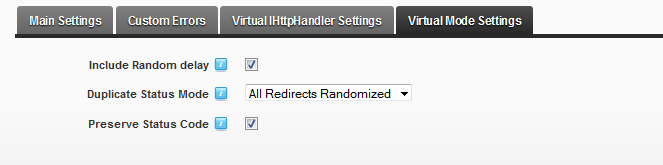 Main Settings Custom Errors Virtual IHttpHandler Settings Virtual Mode Settings
Include Random delay i
Duplicate Status Mode i All Redirects Randomized
Preserve Status Code i